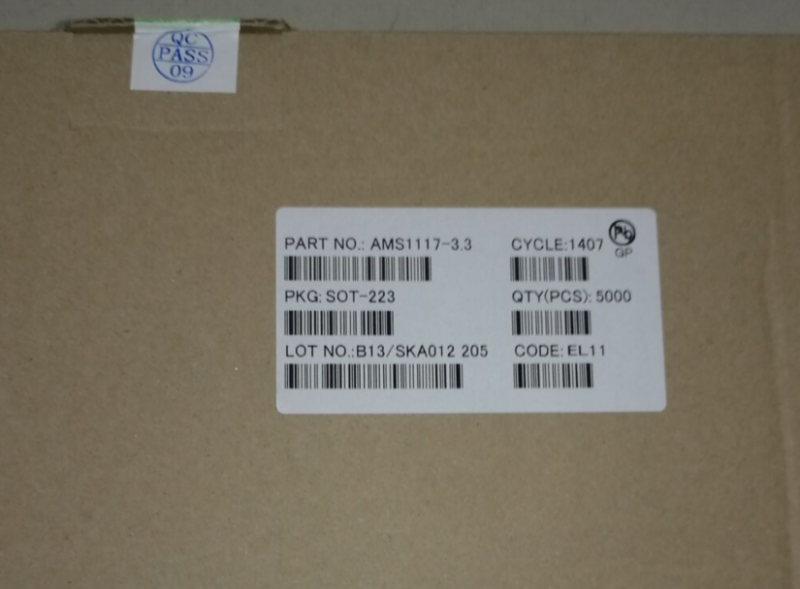 QC
PASS
09
PART NO.: AMS1117-3.3 CYCLE:1407
Pb
GP
PKG: SOT-223 QTY(PCS): 5000
LOT NO.:B13/SKA012 205 CODE: EL11